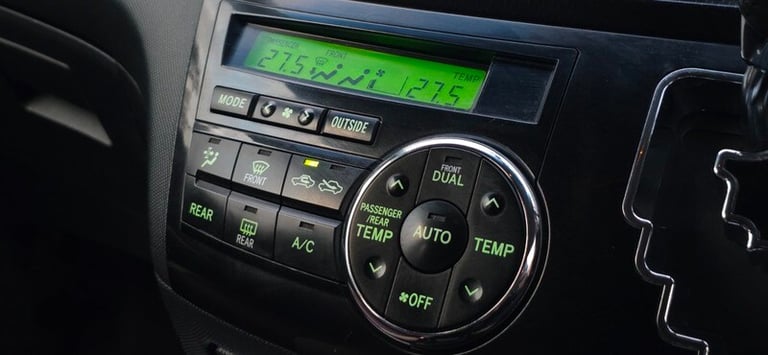 PASSENGER FRONT TEMP
27.5 27.5
MODE
OUTSIDE
FRONT
REAR
REAR
A/C
FRONT
DUAL
PASSENGER
/REAR
TEMP
AUTO
TEMP
OFF